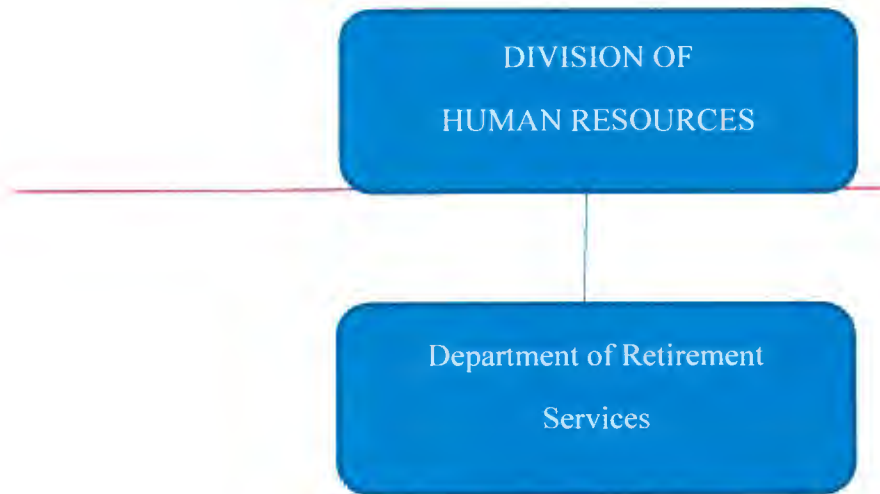 DIVISION OF
HUMAN RESOURCES
Department of Retirement
Services